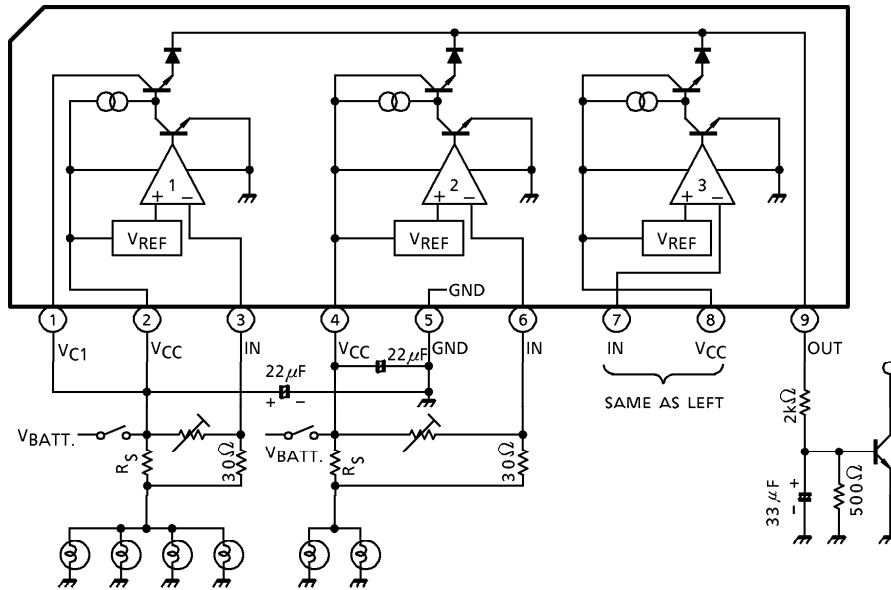 1
+ −
VREF
2
+ −
VREF
3
+ −
VREF
GND
1
2
3
4
5
6
7
8
9
VC1
VCC
IN
VCC
22μF
GND
IN
IN
VCC
OUT
SAME AS LEFT
22μF
+ −
VBATT.
RS
30Ω
VBATT.
RS
30Ω
2kΩ
33μF
+
−
500Ω